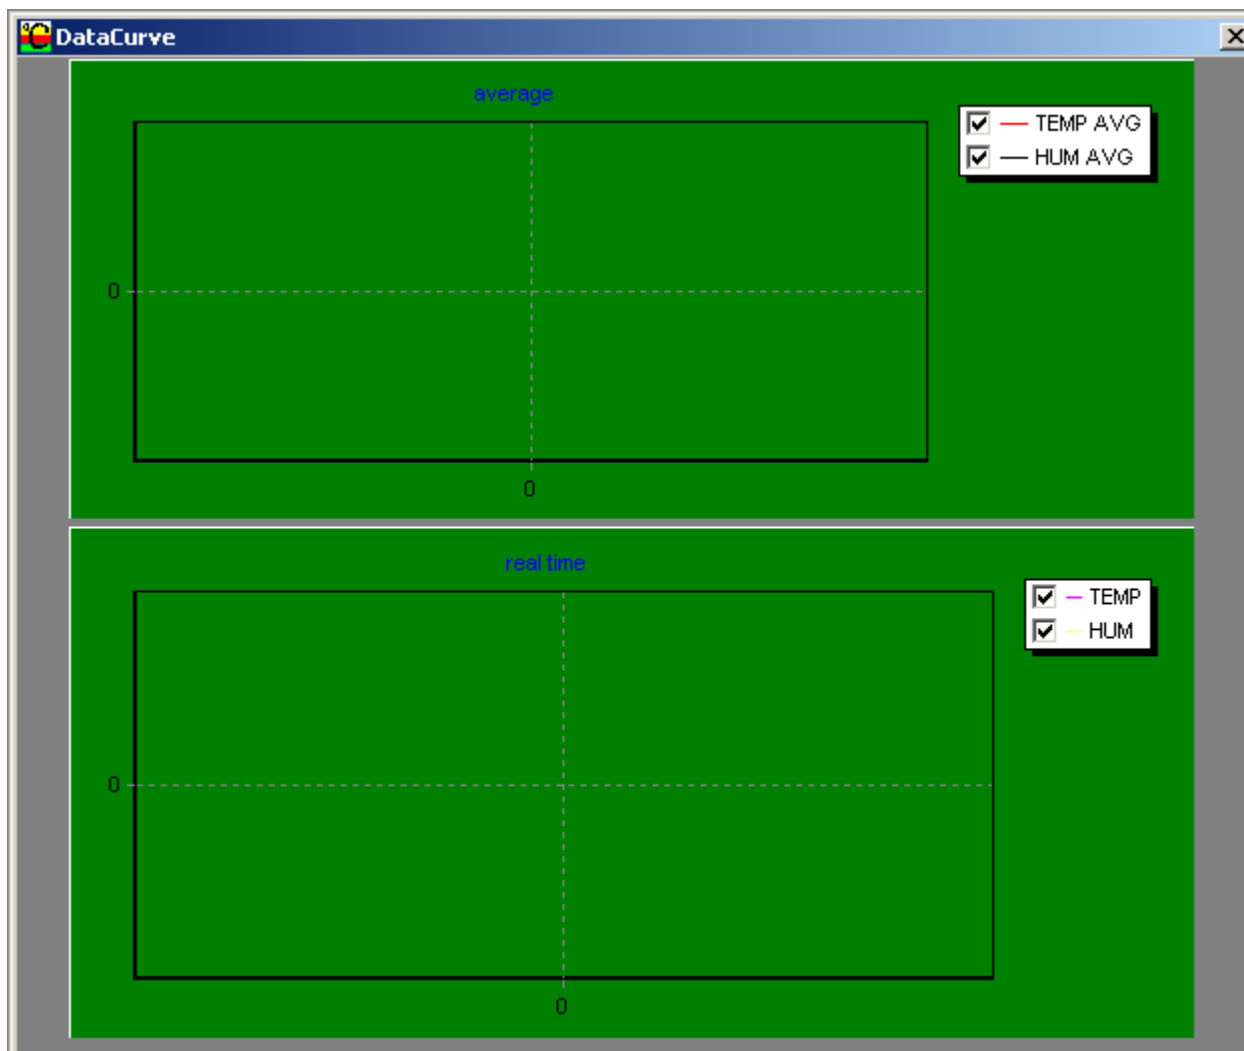 DataCurve
average
TEMP AVG
HUM AVG
0
0
real time
TEMP
HUM
0
0